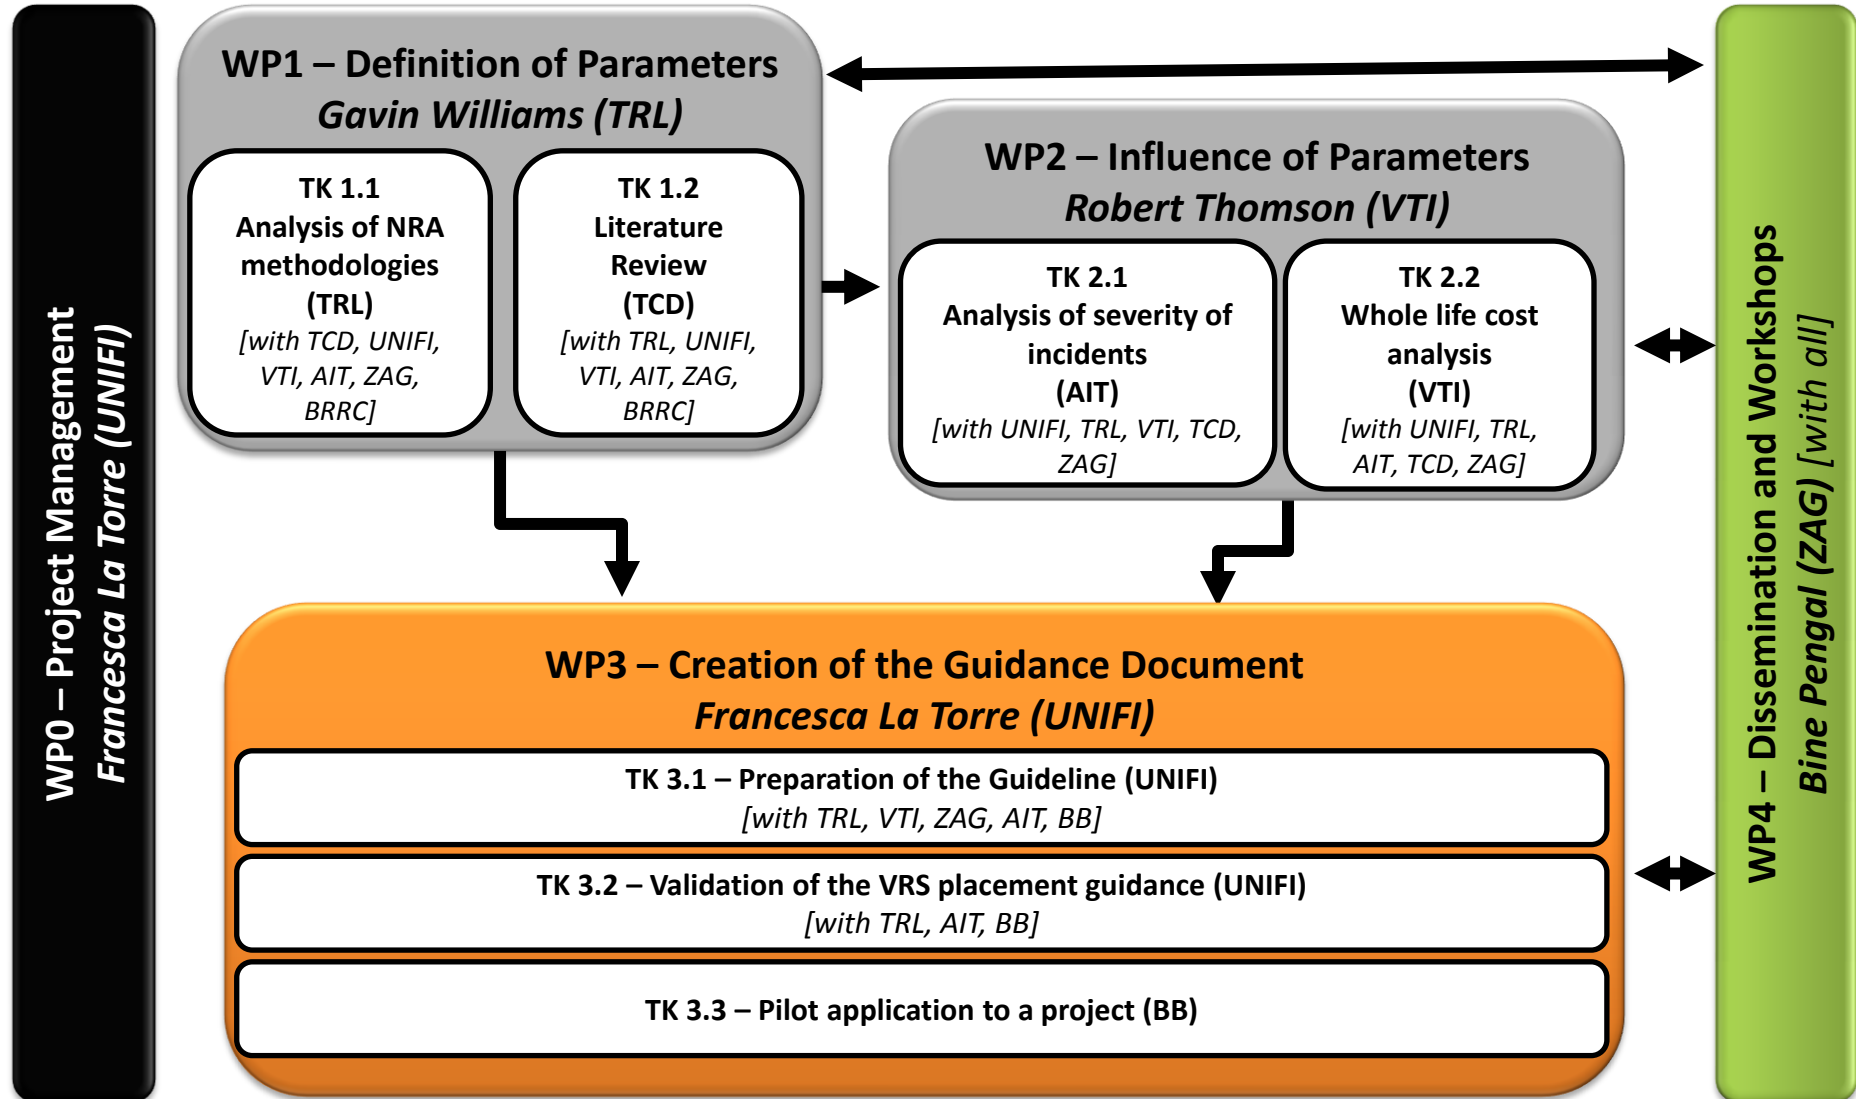 WP0 – Project Management
Francesca La Torre (UNIFI)
WP1 – Definition of Parameters
Gavin Williams (TRL)
TK 1.1
Analysis of NRA
methodologies
(TRL)
[with TCD, UNIFI,
VTI, AIT, ZAG,
BRRC]
TK 1.2
Literature
Review
(TCD)
[with TRL, UNIFI,
VTI, AIT, ZAG,
BRRC]
WP2 – Influence of Parameters
Robert Thomson (VTI)
TK 2.1
Analysis of severity of
incidents
(AIT)
[with UNIFI, TRL, VTI, TCD,
ZAG]
TK 2.2
Whole life cost
analysis
(VTI)
[with UNIFI, TRL,
AIT, TCD, ZAG]
WP3 – Creation of the Guidance Document
Francesca La Torre (UNIFI)
TK 3.1 – Preparation of the Guideline (UNIFI)
[with TRL, VTI, ZAG, AIT, BB]
TK 3.2 – Validation of the VRS placement guidance (UNIFI)
[with TRL, AIT, BB]
TK 3.3 – Pilot application to a project (BB)
WP4 – Dissemination and Workshops
Bine Pengal (ZAG) [with all]